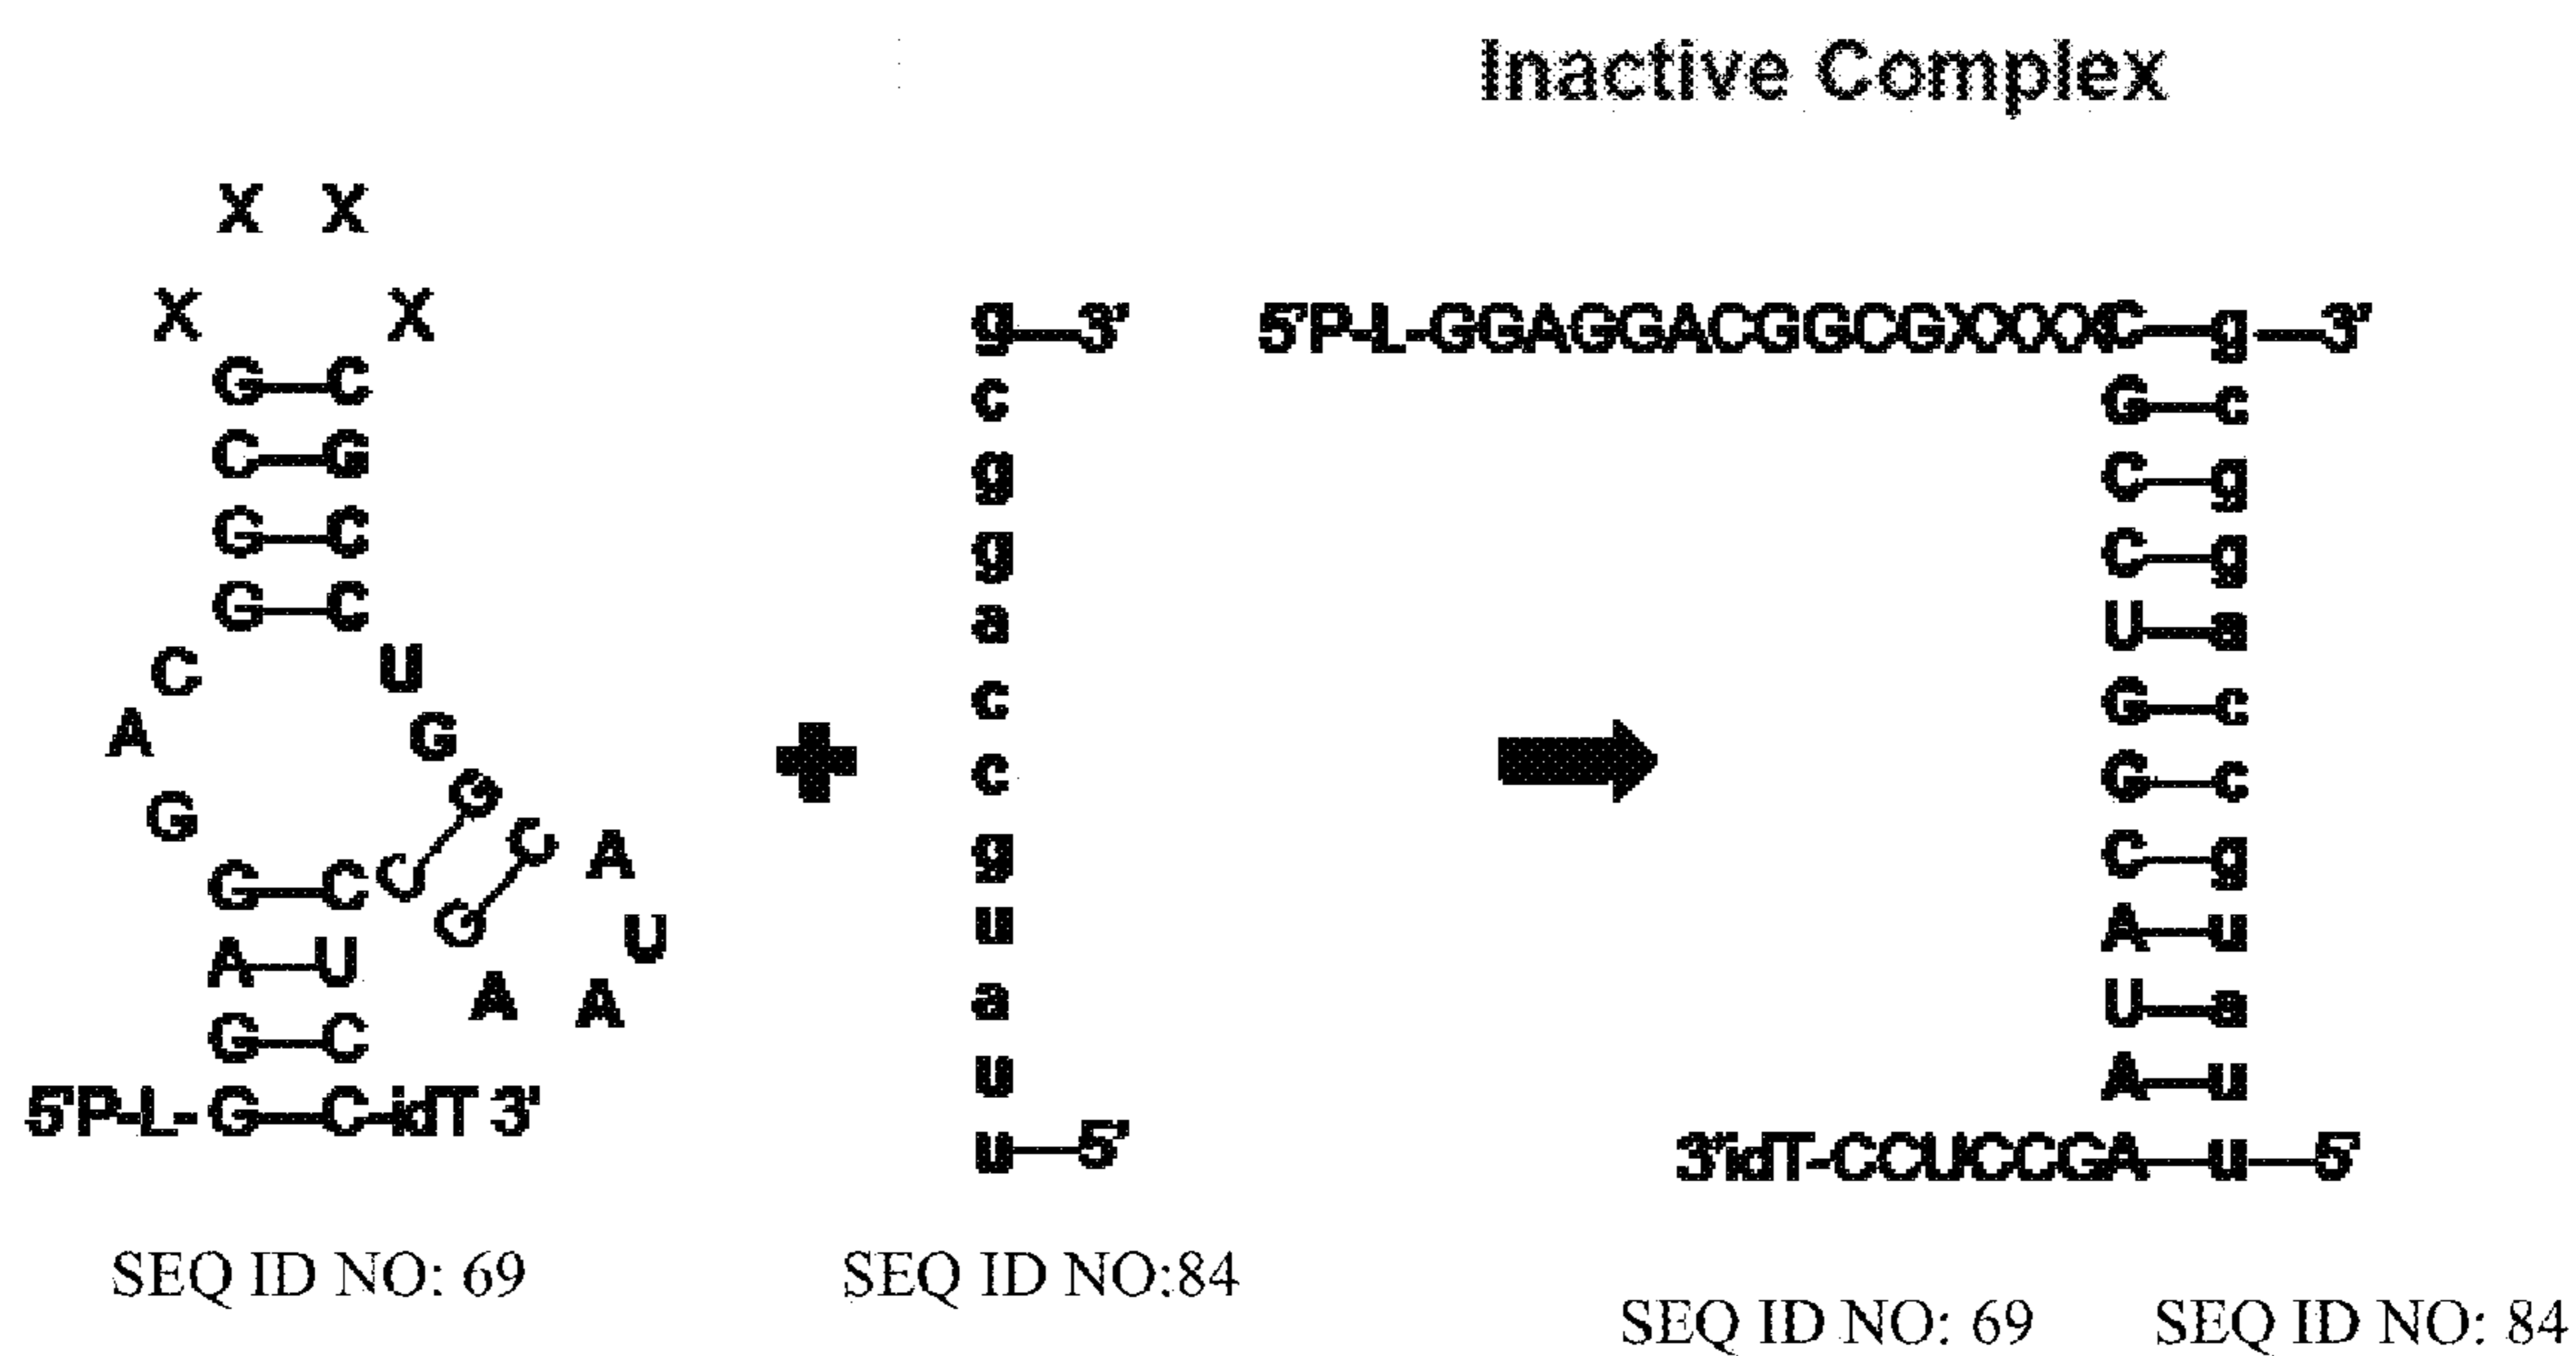 Inactive Complex
X X
X X
G—C
C—G
G—C
G—C
C U
A G
G G
C A
G—C C
G U
A—U
A A
G—C
5'P-L-G—C-idT 3'
SEQ ID NO: 69
+
g—3'
c
g
g
a
c
c
g
u
a
u
u—5'
SEQ ID NO:84
5'P-L-GGAGGACGGCGXXXXC—g—3'
G—c
C—g
C—g
U—a
G—c
G—c
C—g
A—u
U—a
A—u
3'idT-CCUCCGA—u—5'
SEQ ID NO: 69 SEQ ID NO: 84